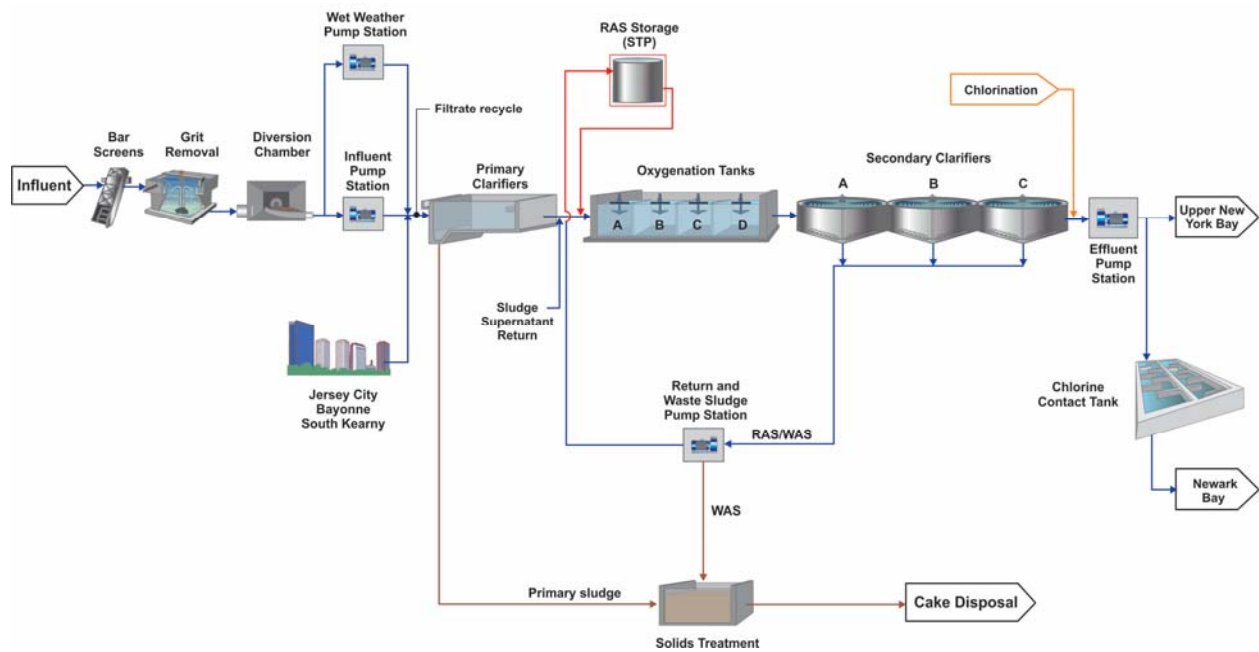 Wet Weather
Pump Station
RAS Storage
(STP)
Chlorination
Filtrate recycle
Bar
Screens
Grit
Removal
Diversion
Chamber
Influent
Pump
Station
Primary
Clarifiers
Oxygenation Tanks
Secondary Clarifiers
Influent
A
B
C
D
A
B
C
Upper New
York Bay
Effluent
Pump
Station
Sludge
Supernatant
Return
Jersey City
Bayonne
South Kearny
Return and
Waste Sludge
Pump Station
RAS/WAS
Chlorine
Contact Tank
Newark
Bay
WAS
Primary sludge
Cake Disposal
Solids Treatment